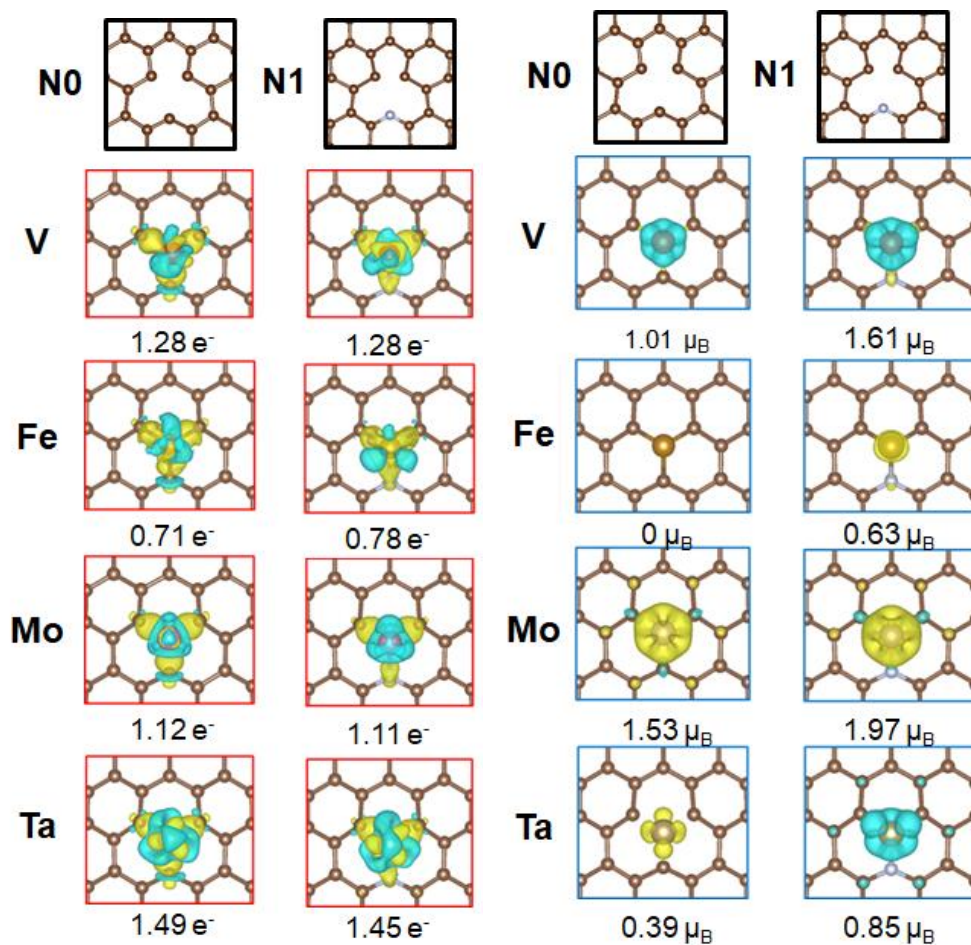 N0 N1 N0 N1
V V
1.28 e⁻ 1.28 e⁻ 1.01 μB 1.61 μB
Fe Fe
0.71 e⁻ 0.78 e⁻ 0 μB 0.63 μB
Mo Mo
1.12 e⁻ 1.11 e⁻ 1.53 μB 1.97 μB
Ta Ta
1.49 e⁻ 1.45 e⁻ 0.39 μB 0.85 μB